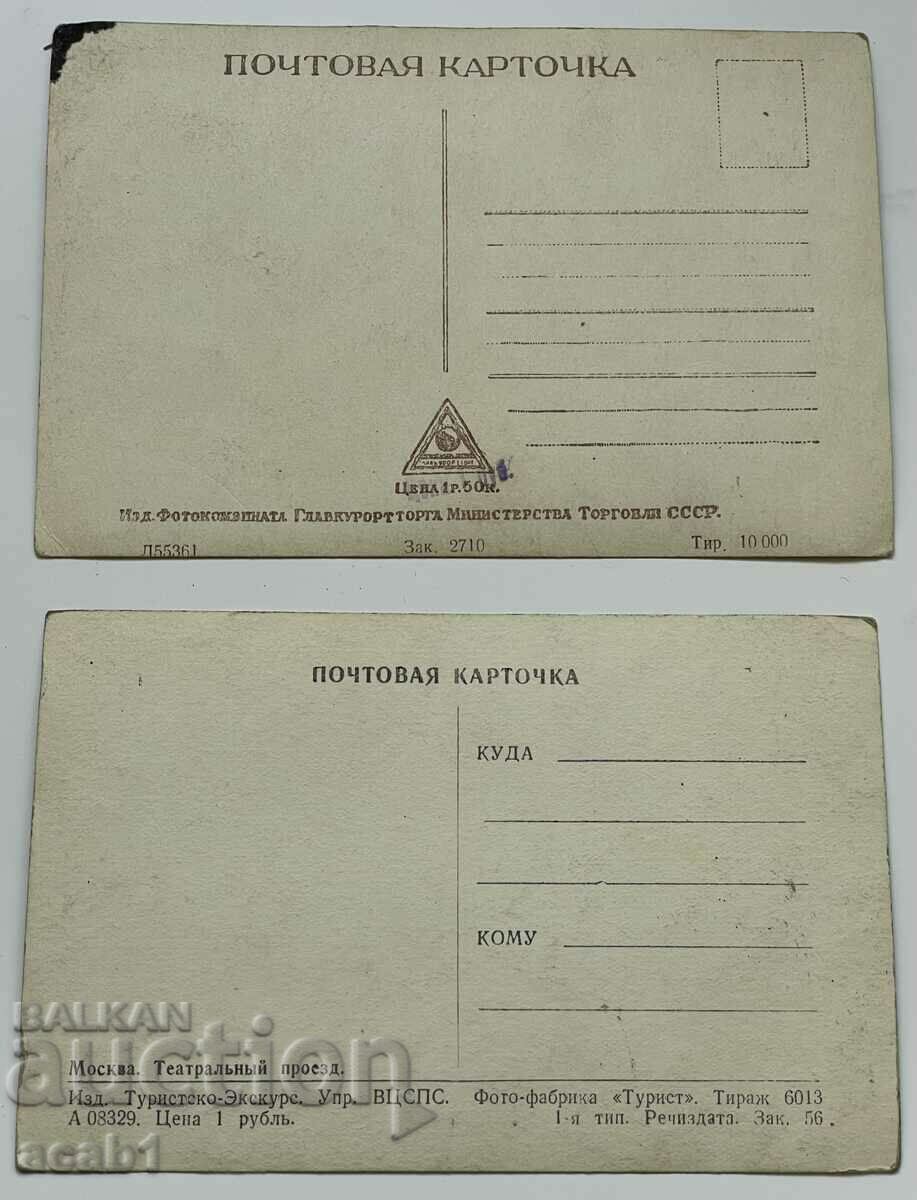 ПОЧТОВАЯ КАРТОЧКА
ЦЕНА 1Р.50К.
ИЗД. ФОТОКОМБИНАТА ГЛАВКУРОРТТОРГА МИНИСТЕРСТВА ТОРГОВЛИ СССР.
Л55361 Зак. 2710 Тир. 10 000
ПОЧТОВАЯ КАРТОЧКА
КУДА
КОМУ
Москва. Театральный проезд.
Изд. Туристско-Экскурс. Упр. ВЦСПС. Фото-фабрика «Турист». Тираж 6013
А 08329. Цена 1 рубль. 1-я тип. Речиздата. Зак. 56.
BALKAN
auction
acab1